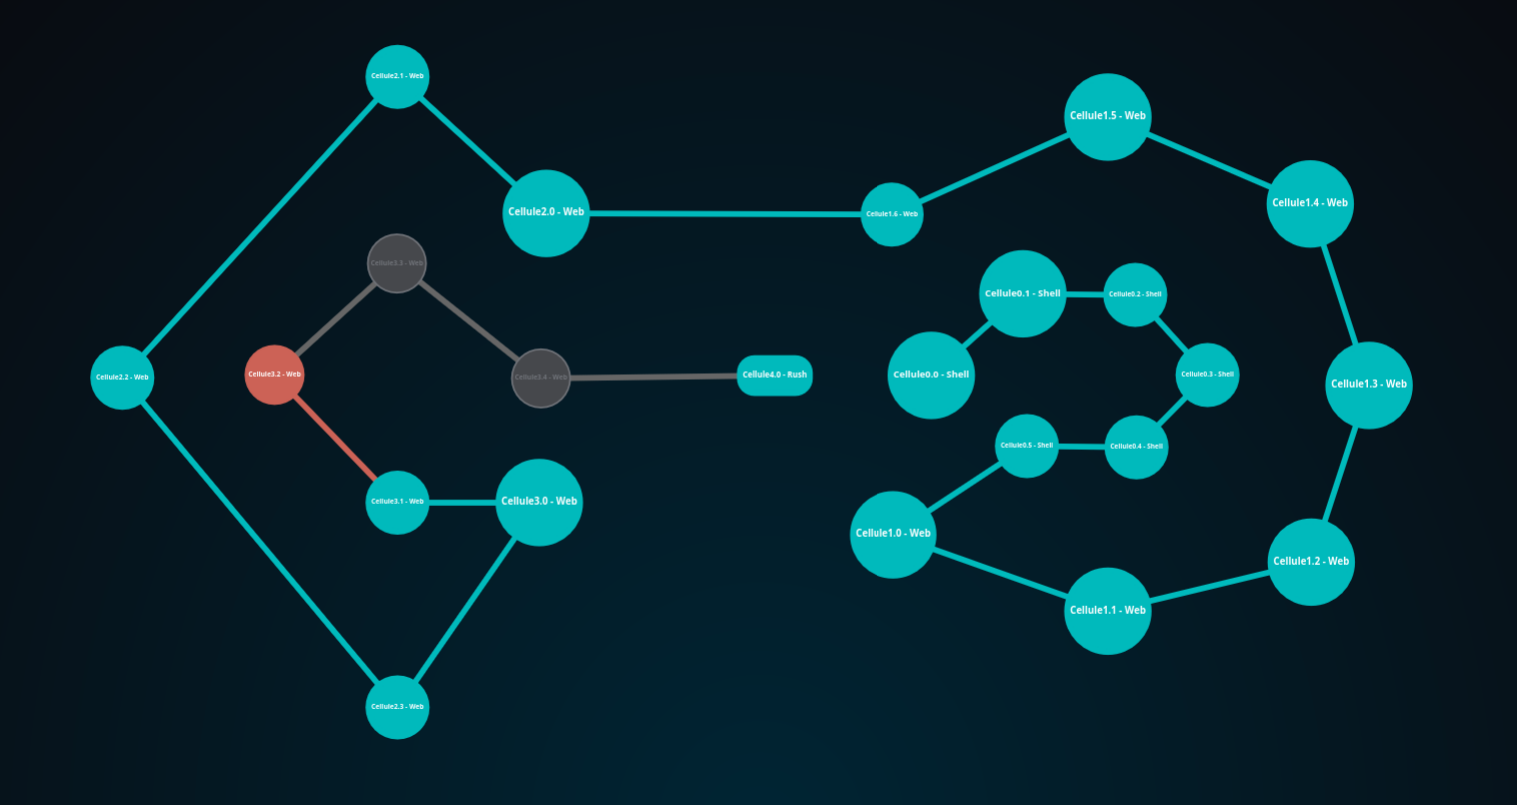 Cellule2.1 - Web
Cellule1.5 - Web
Cellule2.0 - Web
Cellule1.6 - Web
Cellule1.4 - Web
Cellule3.3 - Web
Cellule0.1 - Shell
Cellule0.2 - Shell
Cellule2.2 - Web
Cellule3.2 - Web
Cellule3.4 - Web
Cellule4.0 - Rush
Cellule0.0 - Shell
Cellule0.3 - Shell
Cellule1.3 - Web
Cellule0.5 - Shell
Cellule0.4 - Shell
Cellule3.1 - Web
Cellule3.0 - Web
Cellule1.0 - Web
Cellule1.2 - Web
Cellule1.1 - Web
Cellule2.3 - Web